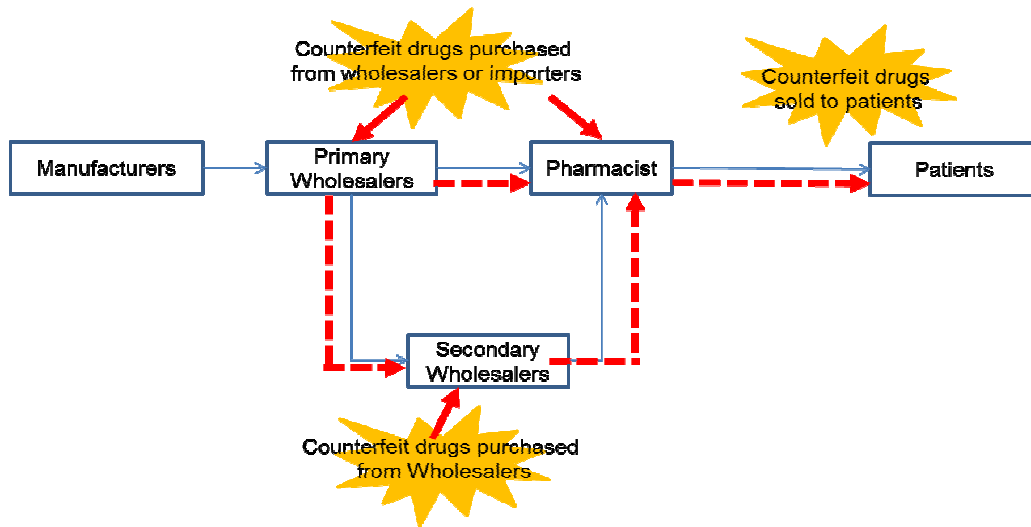 Counterfeit drugs purchased
from wholesalers or importers
Counterfeit drugs
sold to patients
Manufacturers
Primary
Wholesalers
Pharmacist
Patients
Secondary
Wholesalers
Counterfeit drugs purchased
from Wholesalers